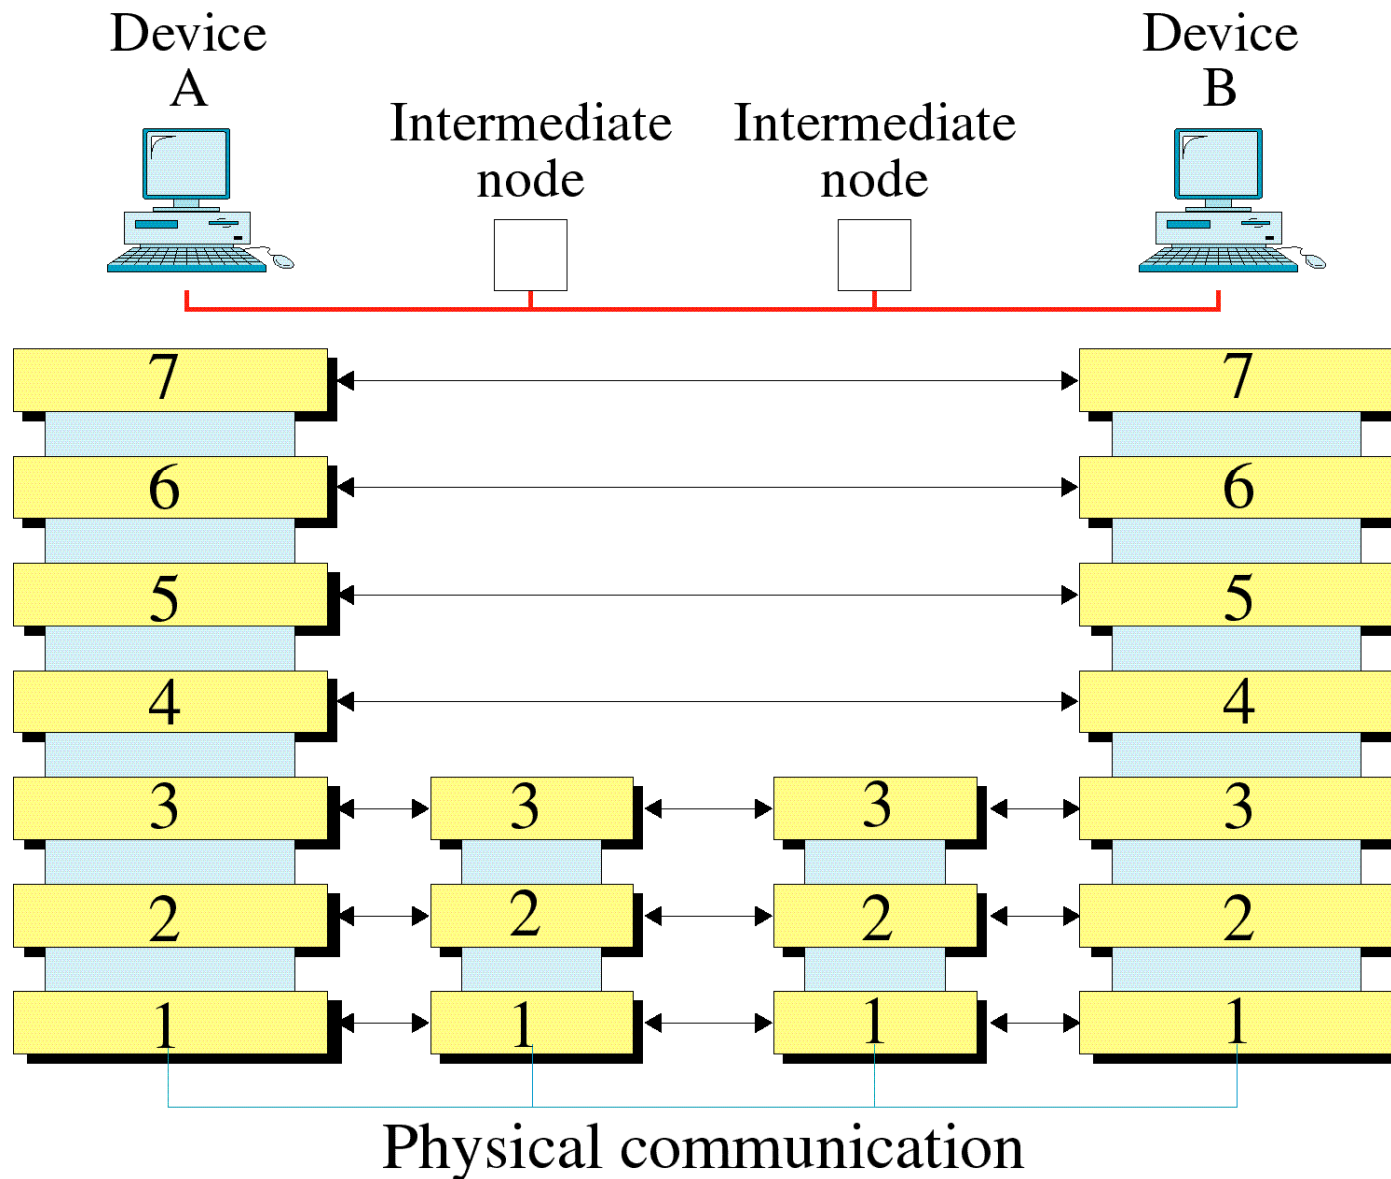 Device
A
Device
B
Intermediate
node
Intermediate
node
7
7
6
6
5
5
4
4
3
3
3
3
2
2
2
2
1
1
1
1
Physical communication